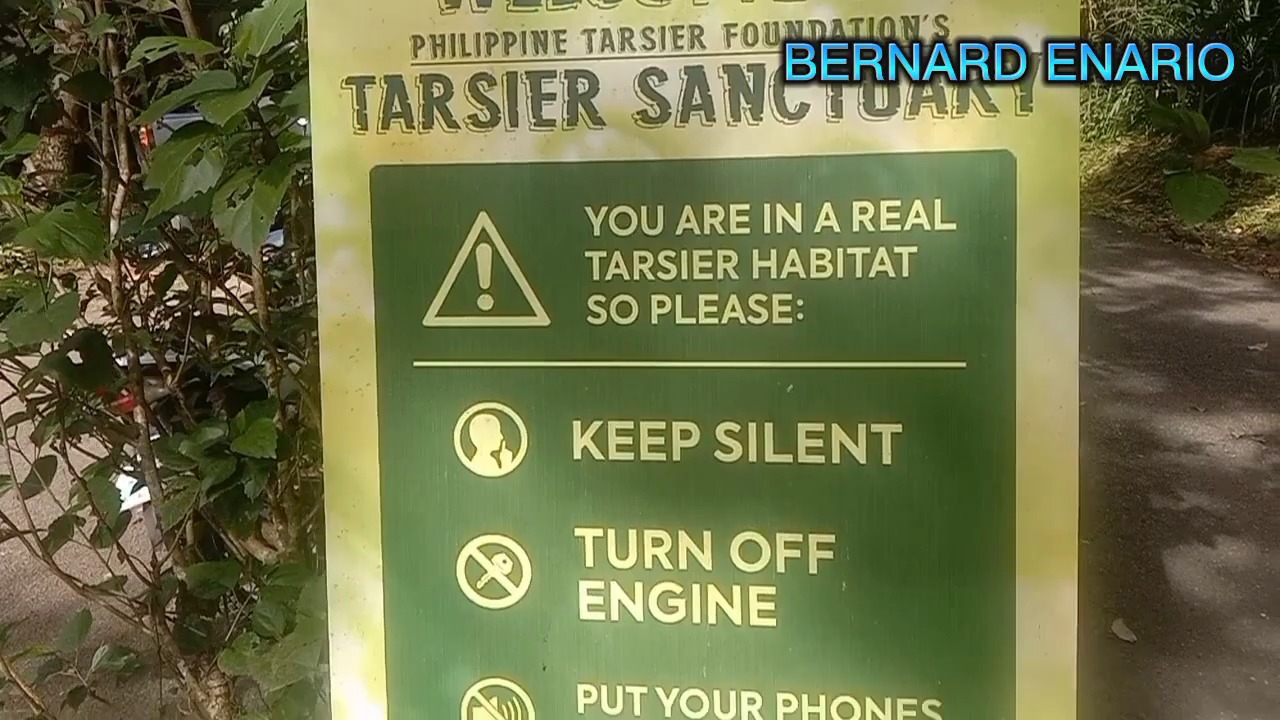 WELCOME
PHILIPPINE TARSIER FOUNDATION'S
BERNARD ENARIO
TARSIER SANCTUARY
YOU ARE IN A REAL
TARSIER HABITAT
SO PLEASE:
KEEP SILENT
TURN OFF
ENGINE
PUT YOUR PHONES